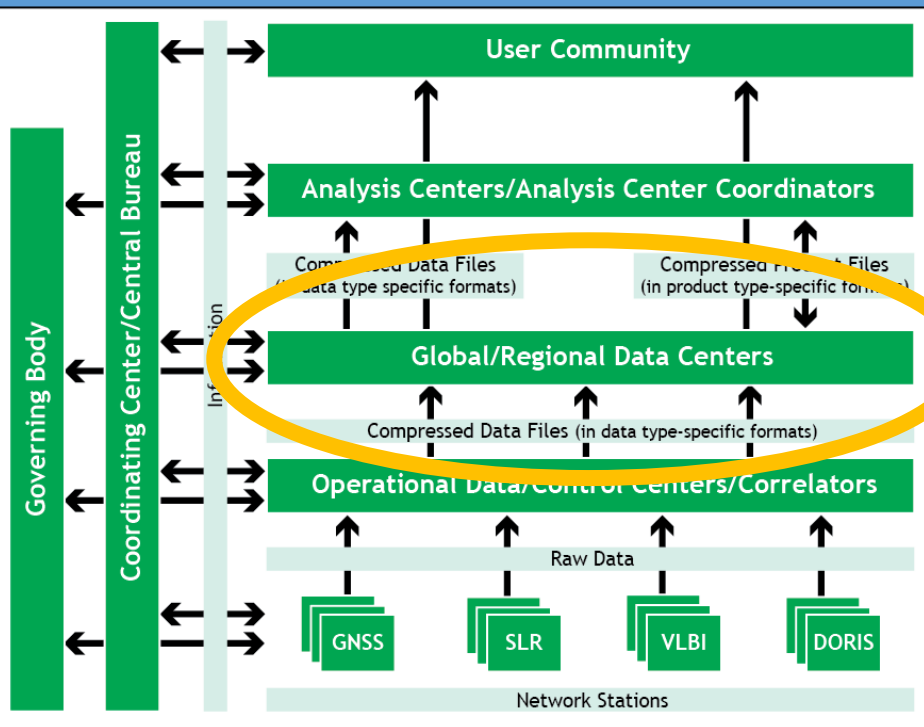 User Community
Analysis Centers/Analysis Center Coordinators
Compressed Data Files
data type specific formats)
Compressed Product Files
(in product type-specific formats)
Global/Regional Data Centers
Compressed Data Files (in data type-specific formats)
Operational Data/Control Centers/Correlators
Raw Data
GNSS
SLR
VLBI
DORIS
Network Stations
Governing Body
Coordinating Center/Central Bureau